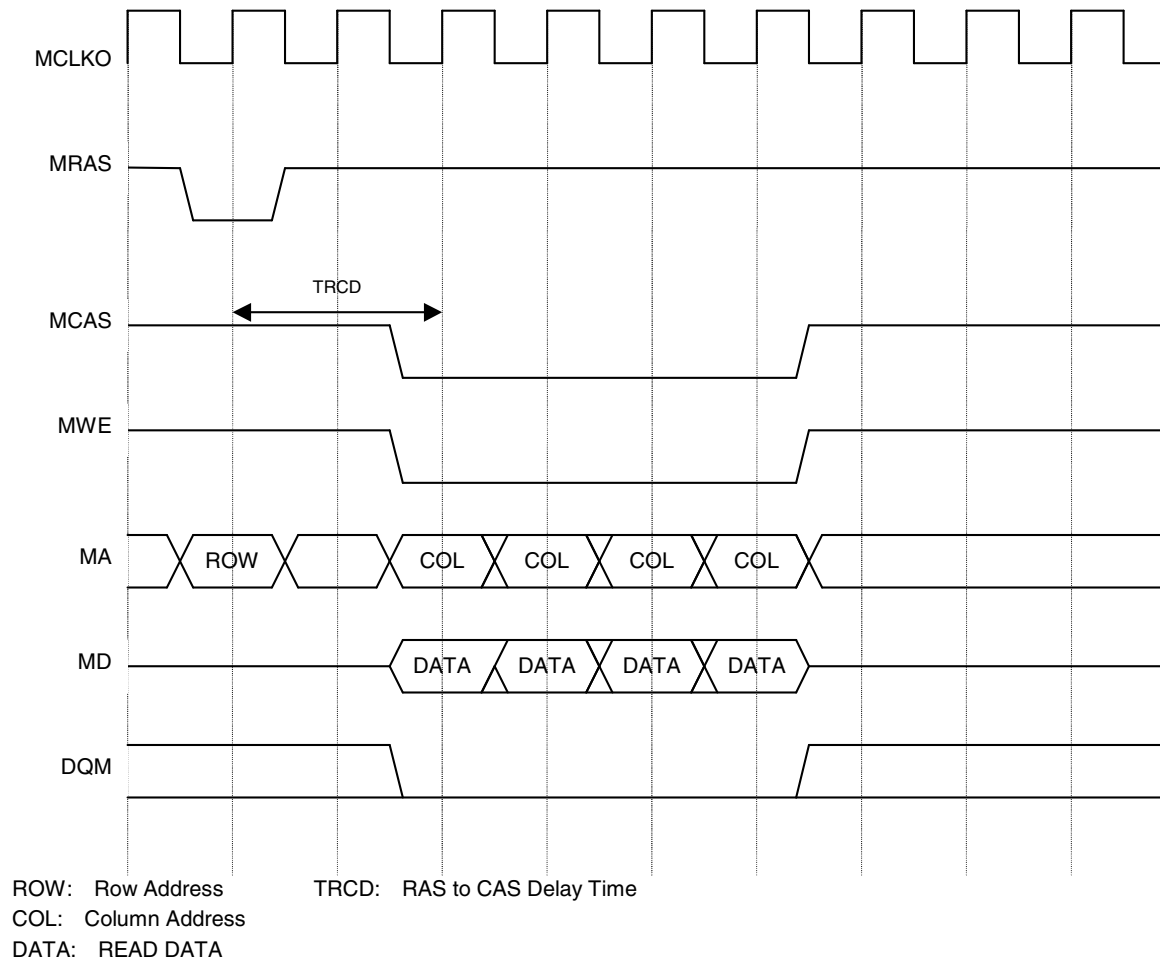 MCLKO
MRAS
TRCD
MCAS
MWE
MA ROW COL COL COL COL
MD DATA DATA DATA DATA
DQM
ROW: Row Address TRCD: RAS to CAS Delay Time
COL: Column Address
DATA: READ DATA